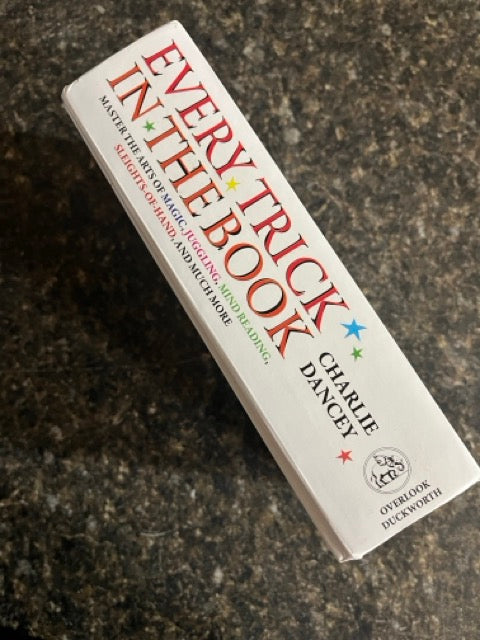 EVERY TRICK
IN THE BOOK
MASTER THE ARTS OF MAGIC, JUGGLING, MIND READING,
SLEIGHTS-OF-HAND, AND MUCH MORE
CHARLIE
DANCEY
OVERLOOK
DUCKWORTH